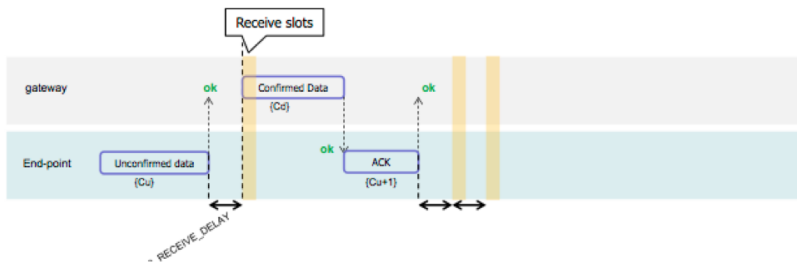 Receive slots
gateway
ok
Confirmed Data
ok
{Cd}
End-point
Unconfirmed data
ok
ACK
{Cu}
{Cu+1}
RECEIVE_DELAY